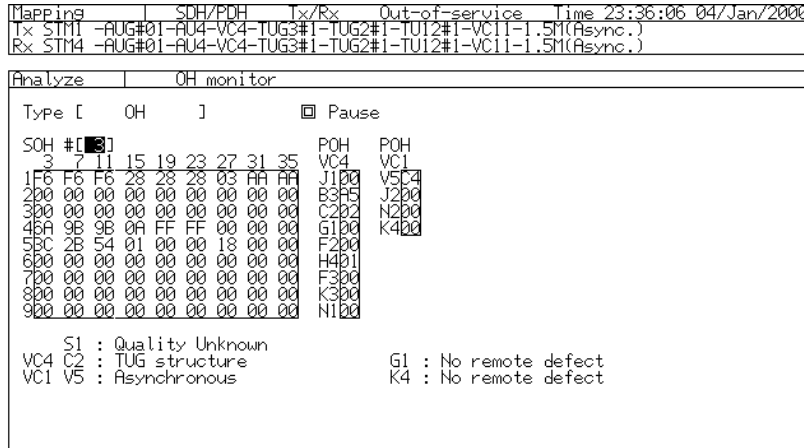 Mapping SDH/PDH Tx/Rx Out-of-service Time 23:36:06 04/Jan/2000
Tx STM1 -AUG#01-AU4-VC4-TUG3#1-TUG2#1-TU12#1-VC11-1.5M(Async.)
Rx STM4 -AUG#01-AU4-VC4-TUG3#1-TUG2#1-TU12#1-VC11-1.5M(Async.)
Analyze OH monitor
Type [ OH ] Pause
SOH #[ 3] POH POH
3 7 11 15 19 23 27 31 35 VC4 VC1
1 F6 F6 F6 28 28 28 03 AA AA J1 00 V5 C4
2 00 00 00 00 00 00 00 00 00 B3 A5 J2 00
3 00 00 00 00 00 00 00 00 00 C2 02 N2 00
4 6A 9B 9B 0A FF FF 00 00 00 G1 00 K4 00
5 BC 2B 54 01 00 00 18 00 00 F2 00
6 00 00 00 00 00 00 00 00 00 H4 01
7 00 00 00 00 00 00 00 00 00 F3 00
8 00 00 00 00 00 00 00 00 00 K3 00
9 00 00 00 00 00 00 00 00 00 N1 00
S1 : Quality Unknown
VC4 C2 : TUG structure G1 : No remote defect
VC1 V5 : Asynchronous K4 : No remote defect